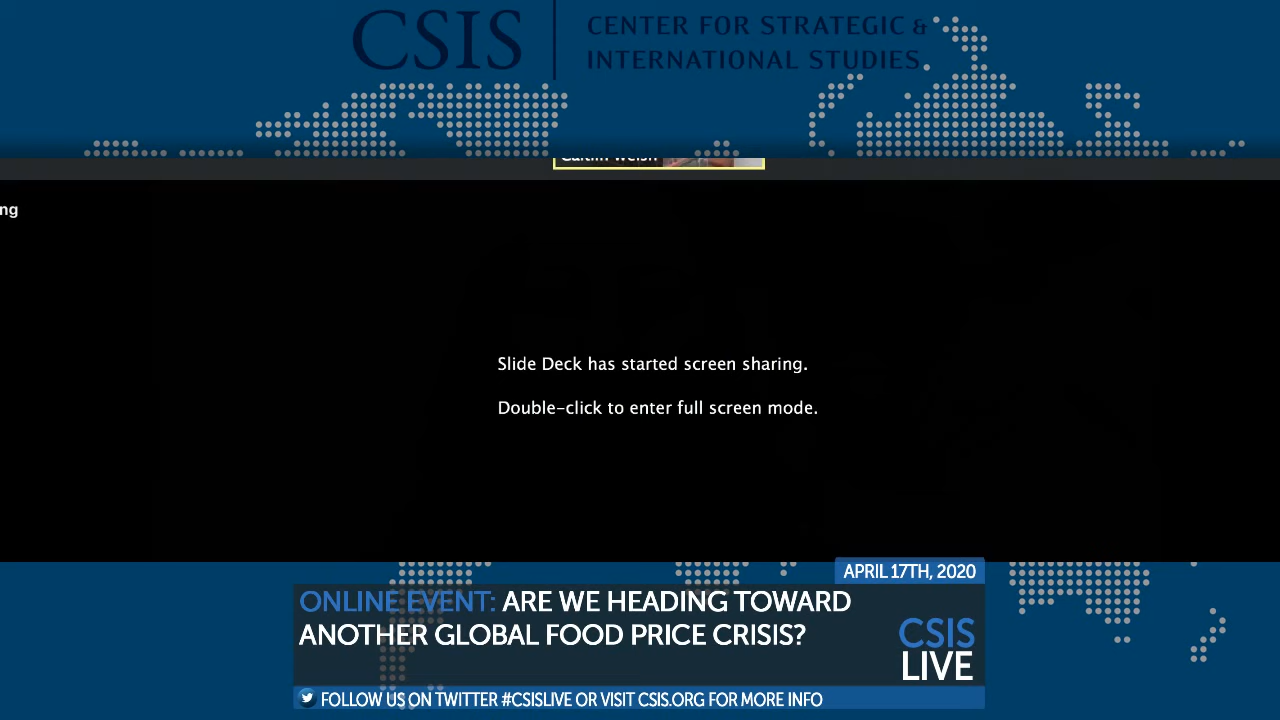 CSIS
CENTER FOR STRATEGIC &
INTERNATIONAL STUDIES
Caitlin Welsh
ng
Slide Deck has started screen sharing.
Double-click to enter full screen mode.
APRIL 17TH, 2020
ONLINE EVENT: ARE WE HEADING TOWARD
ANOTHER GLOBAL FOOD PRICE CRISIS?
CSIS
LIVE
FOLLOW US ON TWITTER #CSISLIVE OR VISIT CSIS.ORG FOR MORE INFO